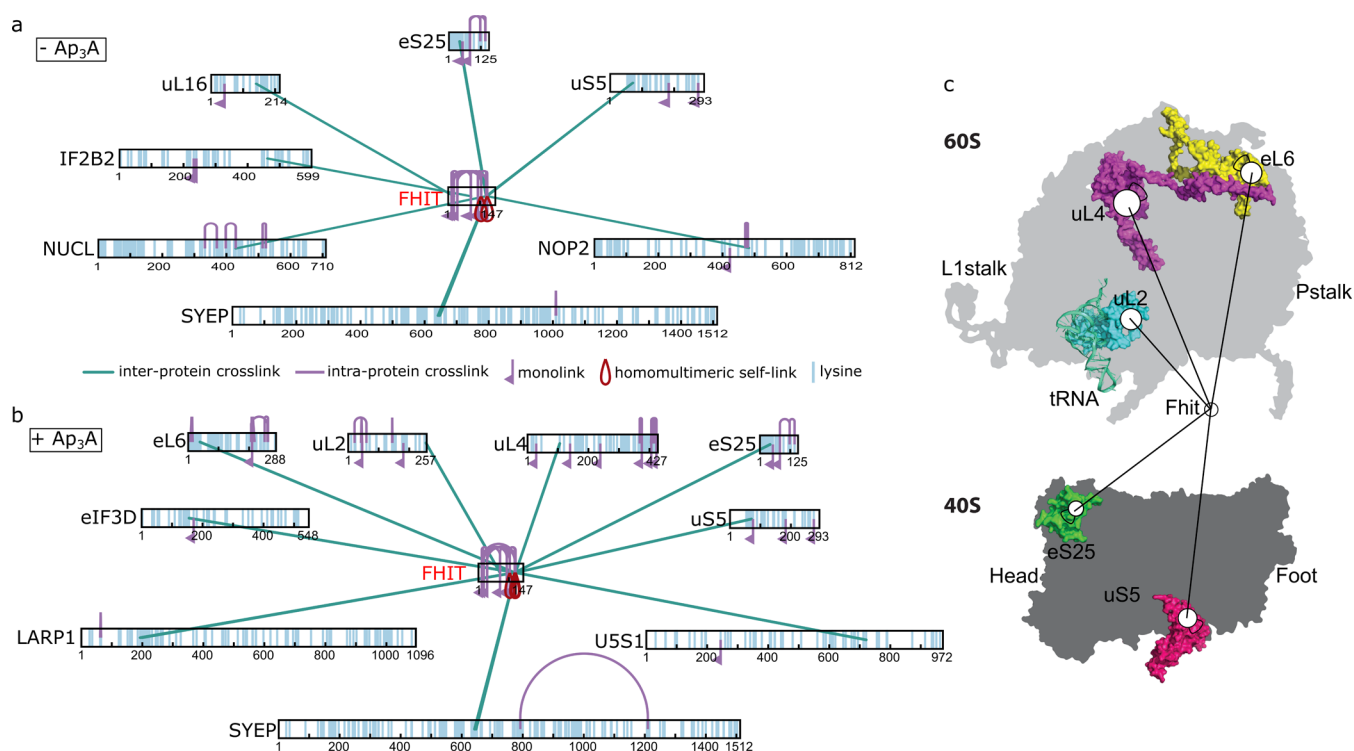 a
- Ap3A
eS25
1 125
uL16
1 214
uS5
1 293
IF2B2
1 200 400 599
FHIT
1 147
NUCL
1 200 400 600 710
NOP2
1 200 400 600 812
SYEP
1 200 400 600 800 1000 1200 1400 1512
inter-protein crosslink intra-protein crosslink monolink homomultimeric self-link lysine
b
+ Ap3A
eL6
1 288
uL2
1 257
uL4
1 200 427
eS25
1 125
eIF3D
1 200 400 548
uS5
1 200 293
FHIT
1 147
LARP1
1 200 400 600 800 1000 1096
U5S1
1 200 400 600 800 972
SYEP
1 200 400 600 800 1000 1200 1400 1512
c
60S
eL6
uL4
L1stalk
uL2
Pstalk
tRNA
Fhit
40S
eS25
Head
Foot
uS5